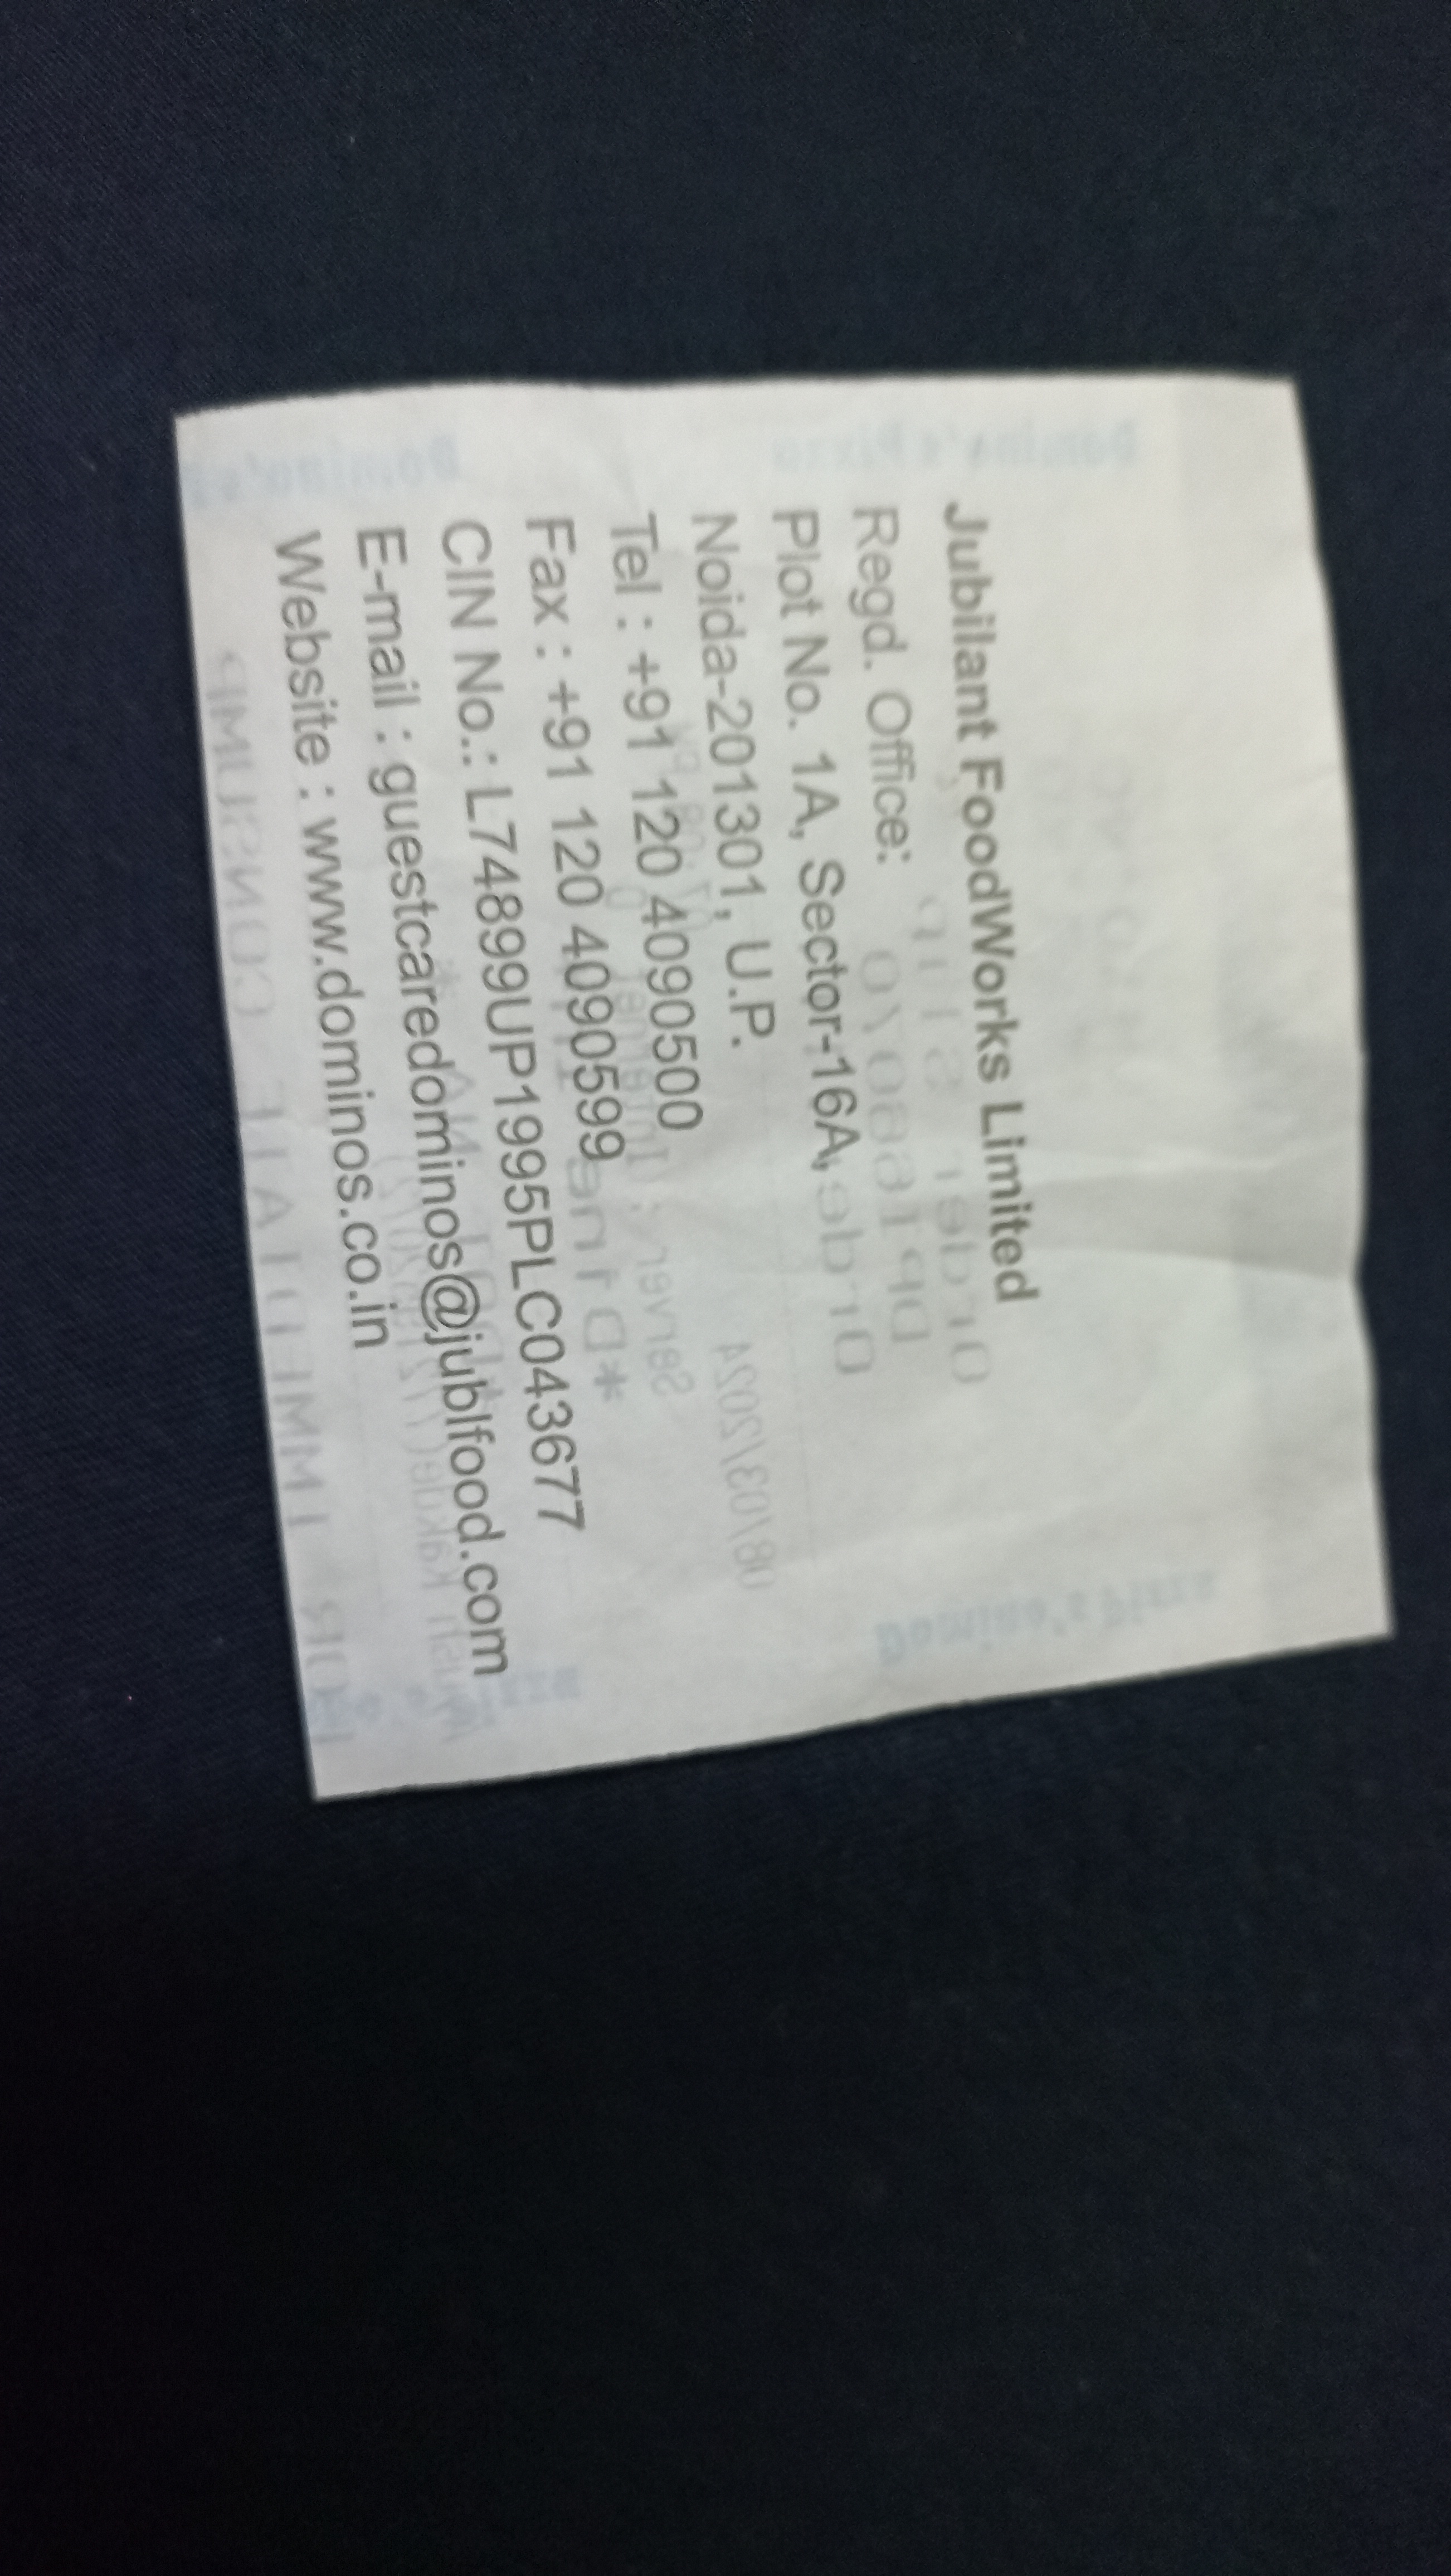 Jubilant FoodWorks Limited
Regd. Office:
Plot No. 1A, Sector-16A,
Noida-201301, U.P.
Tel : +91 120 4090500
Fax : +91 120 4090599
CIN No.: L74899UP1995PLC043677
E-mail : guestcaredominos@jublfood.com
Website : www.dominos.co.in